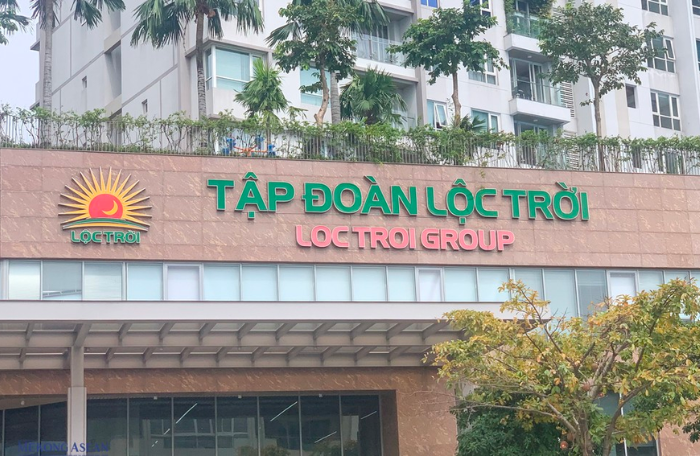 TẬP ĐOÀN LỘC TRỜI
LOC TROI GROUP
LỘC TRỜI